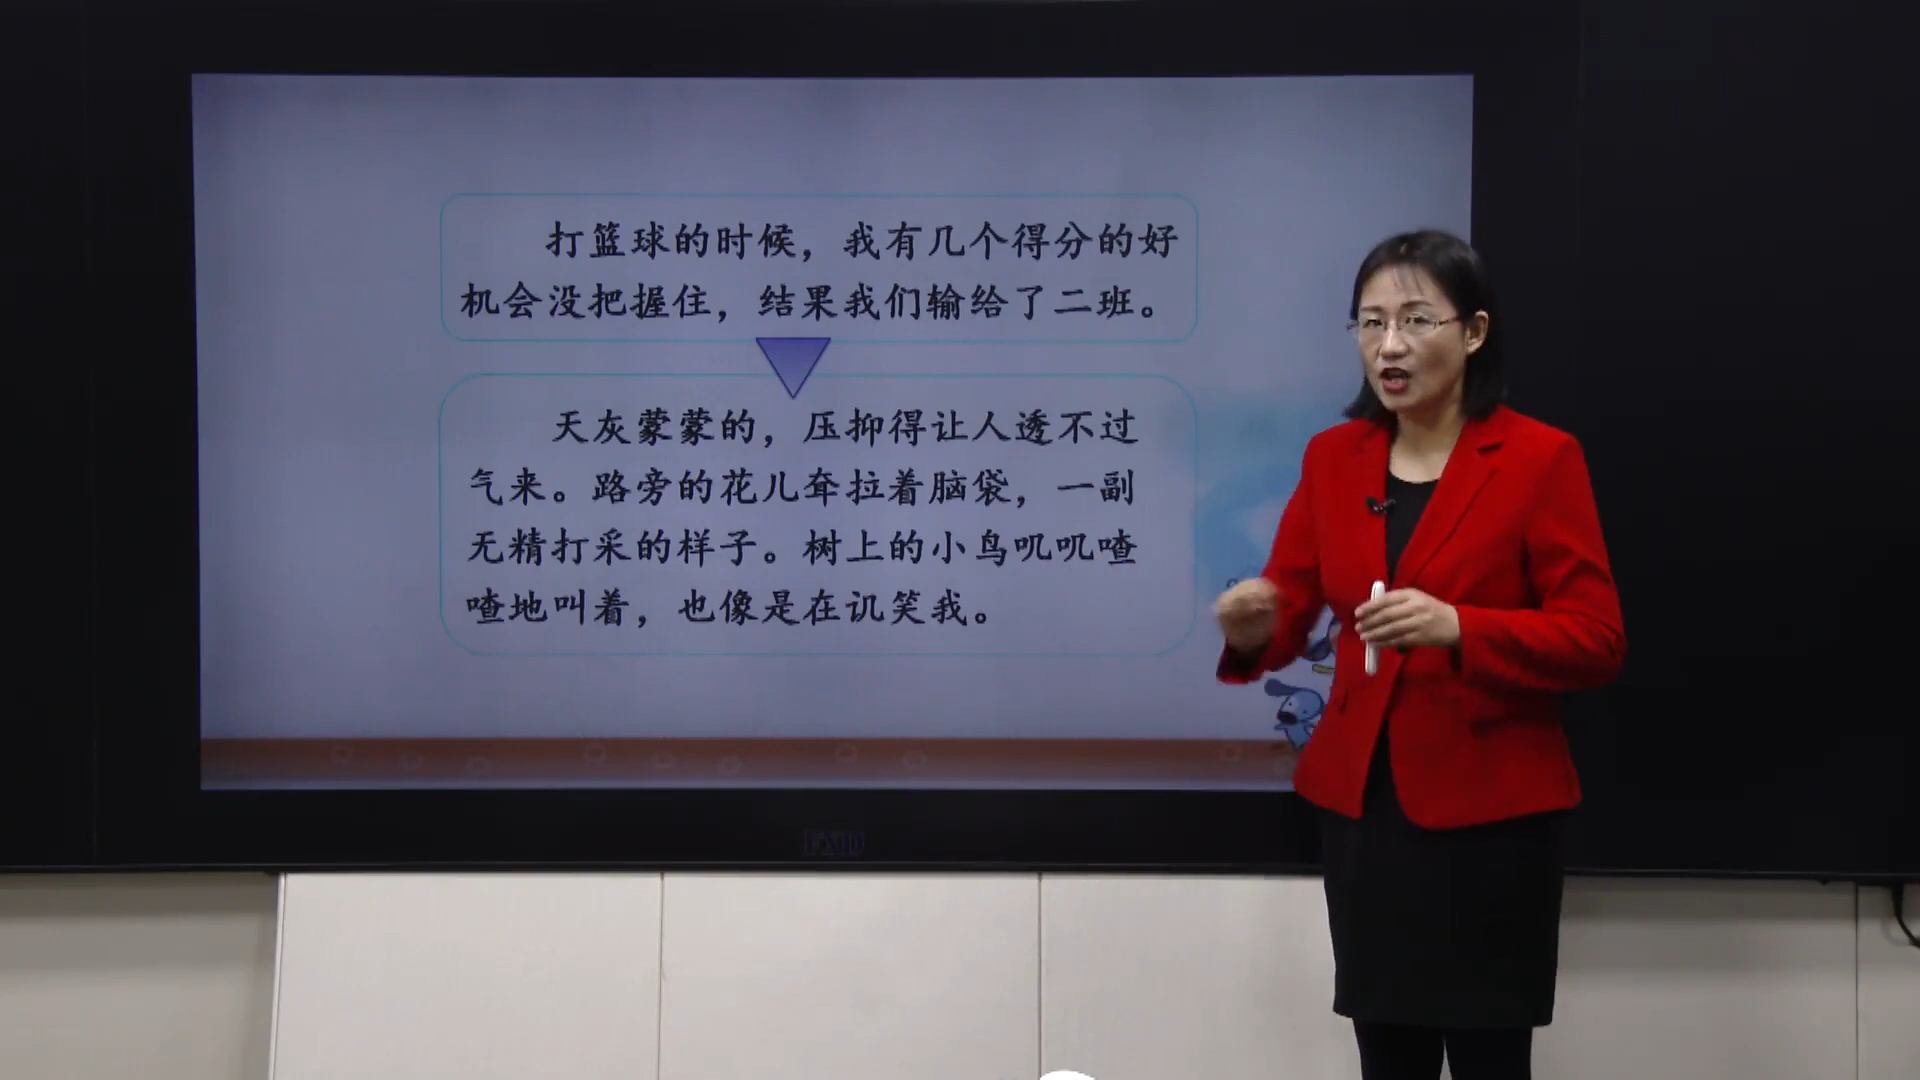 打篮球的时候，我有几个得分的好
机会没把握住，结果我们输给了二班。
天灰蒙蒙的，压抑得让人透不过
气来。路旁的花儿耷拉着脑袋，一副
无精打采的样子。树上的小鸟叽叽喳
喳地叫着，也像是在讥笑我。